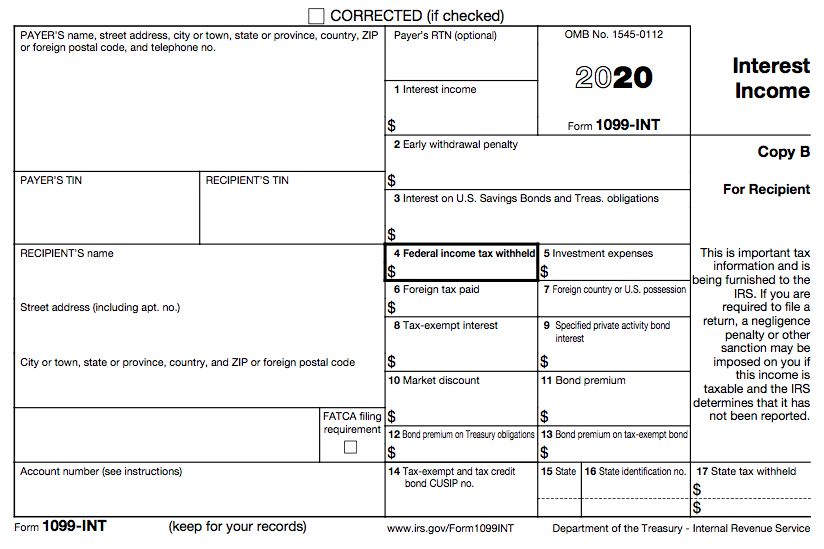 CORRECTED (if checked)
PAYER'S name, street address, city or town, state or province, country, ZIP
or foreign postal code, and telephone no.
Payer's RTN (optional)
1 Interest income
$
OMB No. 1545-0112
2020
Form 1099-INT
Interest
Income
2 Early withdrawal penalty
$
Copy B
For Recipient
PAYER'S TIN
RECIPIENT'S TIN
3 Interest on U.S. Savings Bonds and Treas. obligations
$
RECIPIENT'S name
Street address (including apt. no.)
City or town, state or province, country, and ZIP or foreign postal code
4 Federal income tax withheld
$
5 Investment expenses
$
6 Foreign tax paid
$
7 Foreign country or U.S. possession
8 Tax-exempt interest
$
9 Specified private activity bond
interest
$
10 Market discount
$
11 Bond premium
$
FATCA filing
requirement
12 Bond premium on Treasury obligations
$
13 Bond premium on tax-exempt bond
$
This is important tax
information and is
being furnished to the
IRS. If you are
required to file a
return, a negligence
penalty or other
sanction may be
imposed on you if
this income is
taxable and the IRS
determines that it has
not been reported.
Account number (see instructions)
14 Tax-exempt and tax credit
bond CUSIP no.
15 State
16 State identification no.
17 State tax withheld
$
$
Form 1099-INT
(keep for your records)
www.irs.gov/Form1099INT
Department of the Treasury - Internal Revenue Service